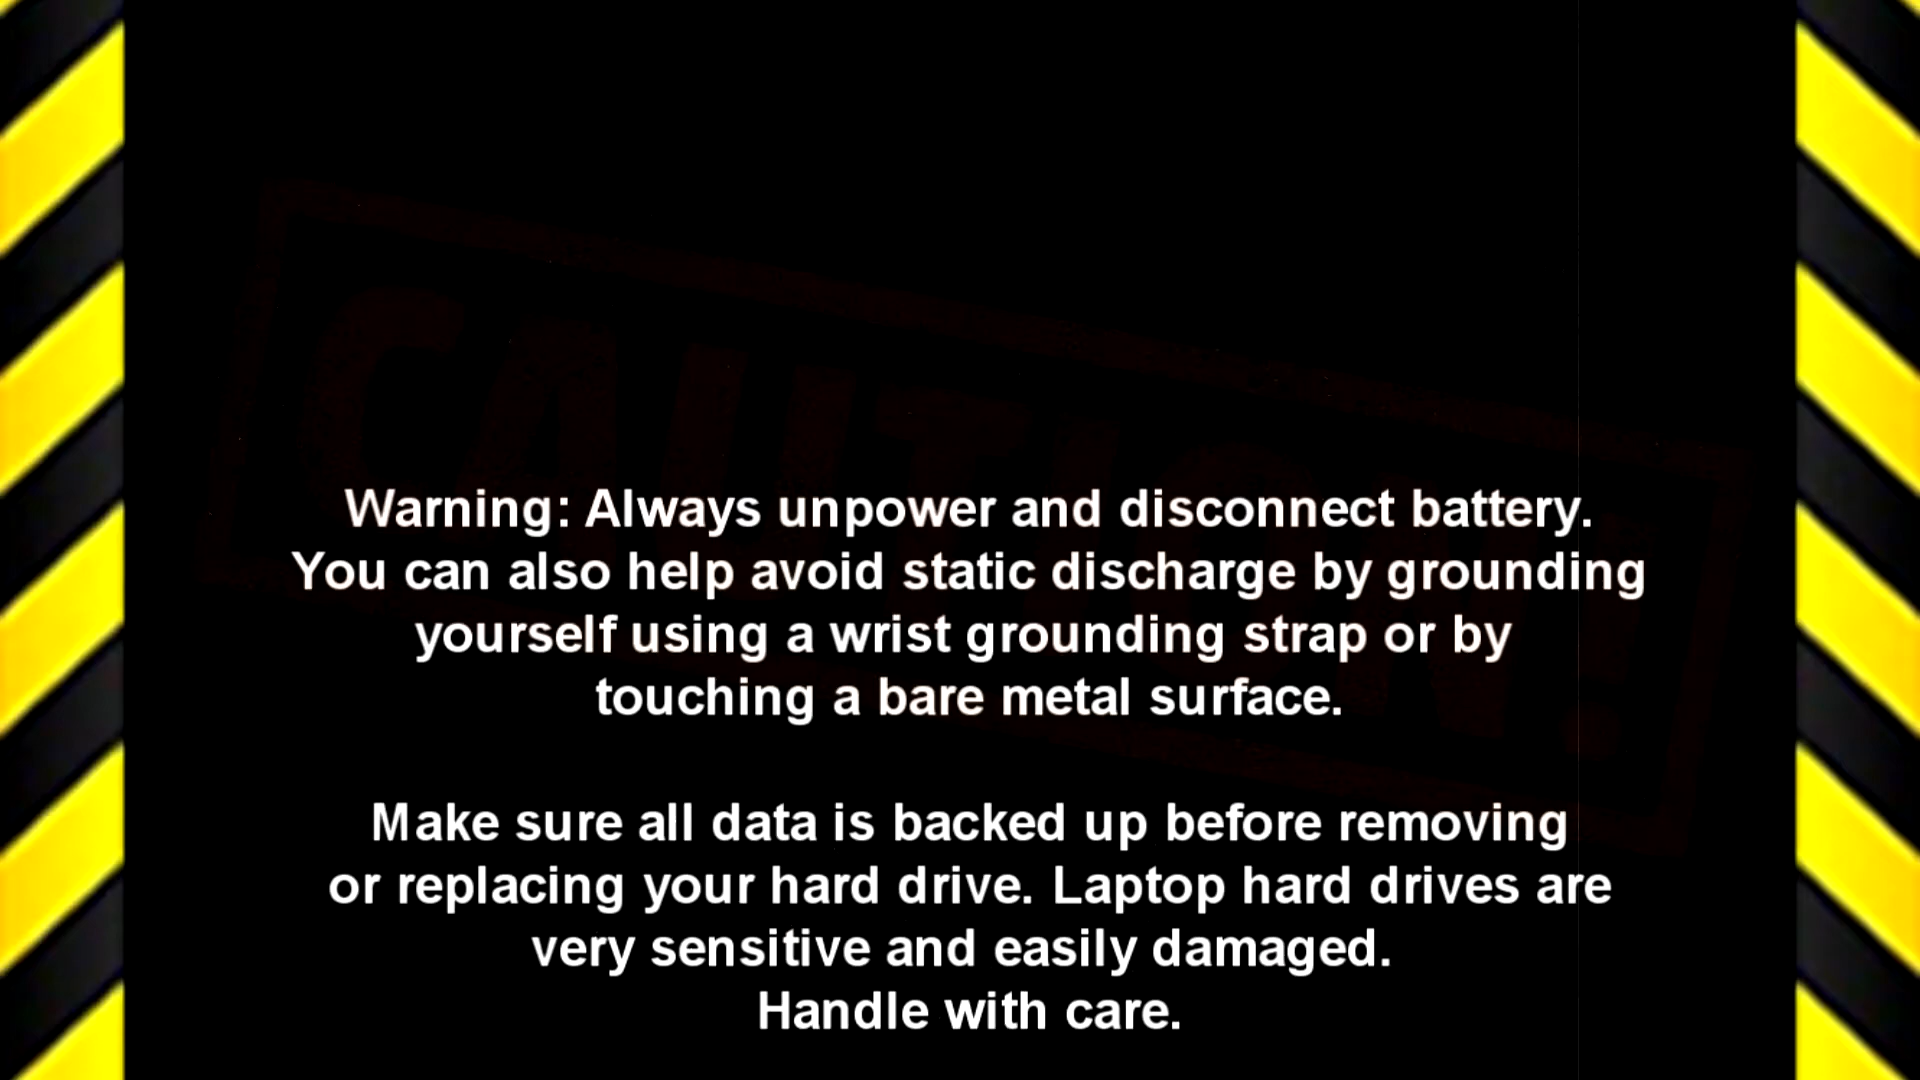 CAUTION!
Warning: Always unpower and disconnect battery.
You can also help avoid static discharge by grounding
yourself using a wrist grounding strap or by
touching a bare metal surface.
Make sure all data is backed up before removing
or replacing your hard drive. Laptop hard drives are
very sensitive and easily damaged.
Handle with care.